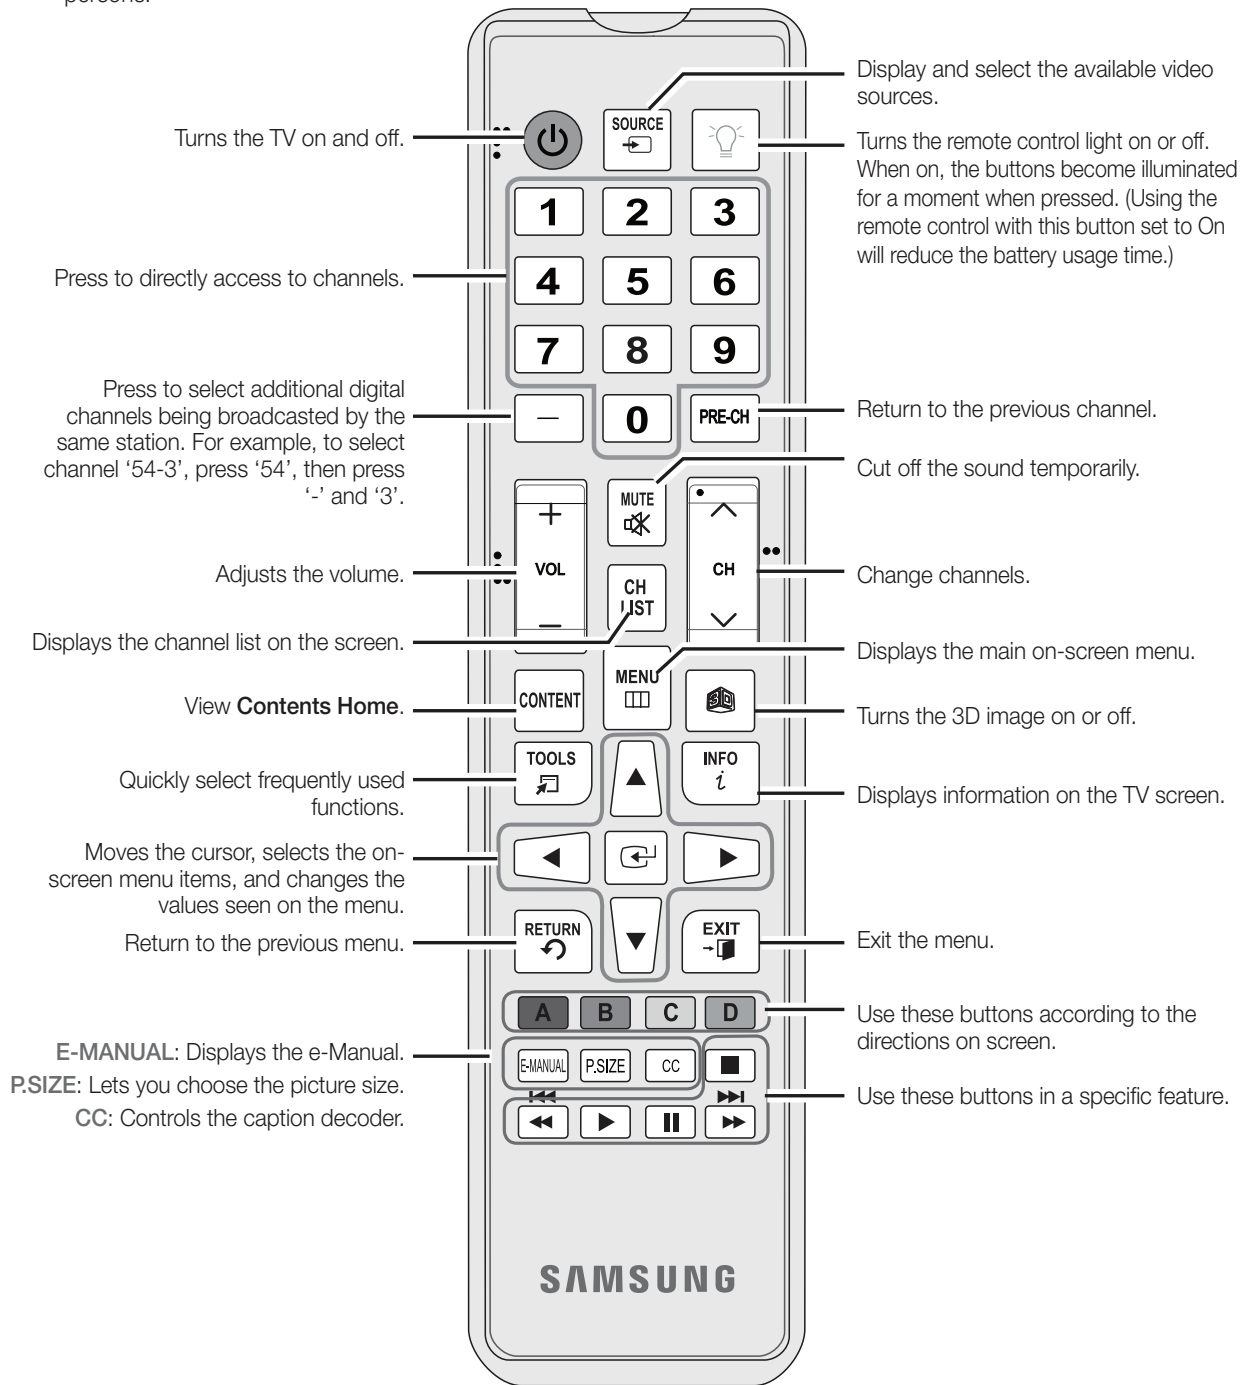 Display and select the available video
sources.
Turns the TV on and off.
SOURCE
Turns the remote control light on or off.
When on, the buttons become illuminated
for a moment when pressed. (Using the
remote control with this button set to On
will reduce the battery usage time.)
1 2 3
Press to directly access to channels.
4 5 6
7 8 9
Press to select additional digital
channels being broadcasted by the
same station. For example, to select
channel ‘54-3’, press ‘54’, then press
‘-’ and ‘3’.
— 0 PRE-CH
Return to the previous channel.
Cut off the sound temporarily.
MUTE
+
VOL
—
Adjusts the volume.
CH
Change channels.
CH
LIST
Displays the channel list on the screen.
MENU
Displays the main on-screen menu.
View Contents Home.
CONTENT
3D
Turns the 3D image on or off.
TOOLS
Quickly select frequently used
functions.
INFO
i
Displays information on the TV screen.
Moves the cursor, selects the on-
screen menu items, and changes the
values seen on the menu.
Return to the previous menu.
RETURN
EXIT
Exit the menu.
A B C D
Use these buttons according to the
directions on screen.
E-MANUAL: Displays the e-Manual.
P.SIZE: Lets you choose the picture size.
CC: Controls the caption decoder.
E-MANUAL P.SIZE CC
Use these buttons in a specific feature.
SAMSUNG